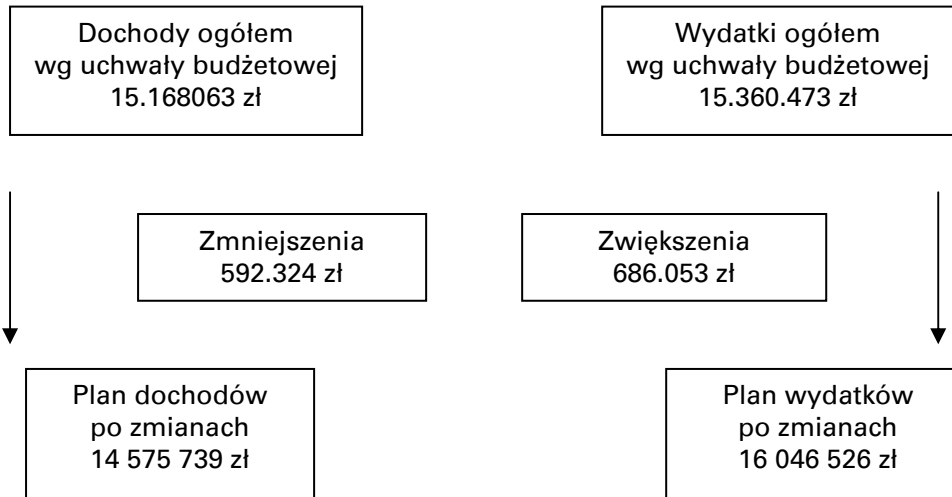 Dochody ogółem
wg uchwały budżetowej
15.168063 zł
Wydatki ogółem
wg uchwały budżetowej
15.360.473 zł
Zmniejszenia
592.324 zł
Zwiększenia
686.053 zł
Plan dochodów
po zmianach
14 575 739 zł
Plan wydatków
po zmianach
16 046 526 zł